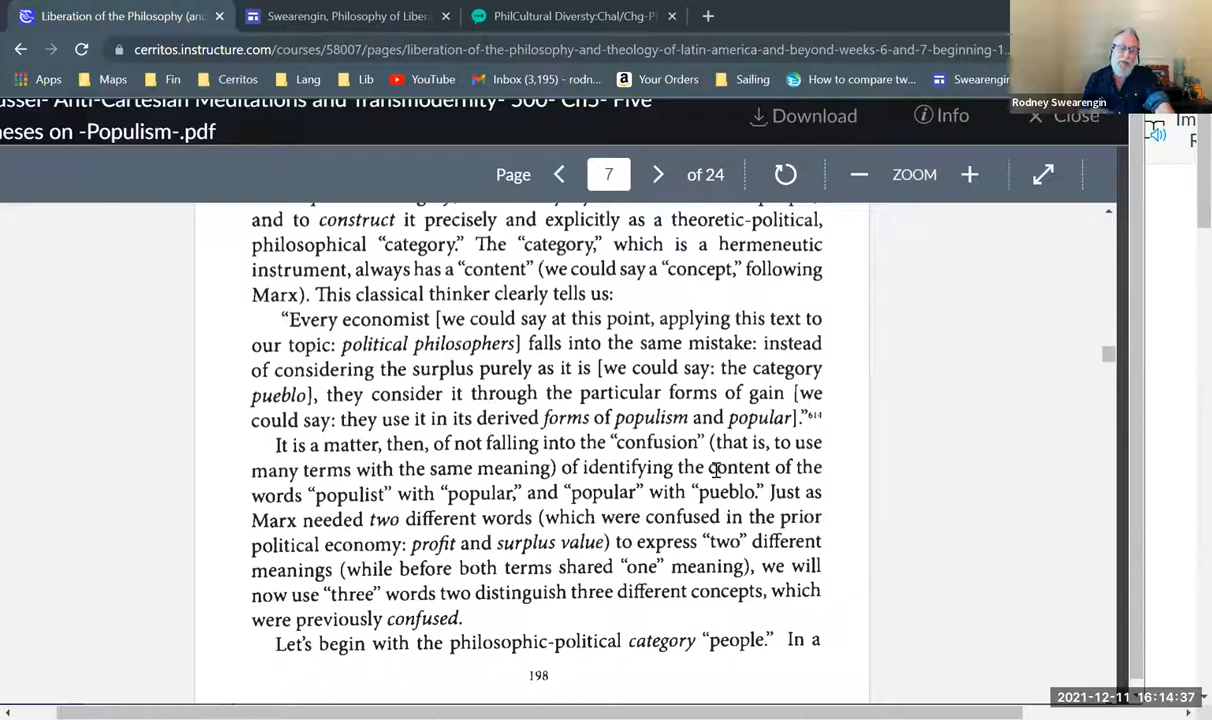 Liberation of the Philosophy (and
Swearengin, Philosophy of Libera
PhilCultural Diversty:Chal/Chg-P
cerritos.instructure.com/courses/58007/pages/liberation-of-the-philosophy-and-theology-of-latin-america-and-beyond-weeks-6-and-7-beginning-1...
Apps Maps Fin Cerritos Lang Lib YouTube Inbox (3,195) - rodn... Your Orders Sailing How to compare tw... Swearengin
Rodney Swearengin
ussel- Anti-Cartesian Meditations and Transmodernity- 300- Ch5- Five
neses on -Populism-.pdf
Download Info Close
Im
R
Page 7 of 24 ZOOM
and to construct it precisely and explicitly as a theoretic-political,
philosophical “category.” The “category,” which is a hermeneutic
instrument, always has a “content” (we could say a “concept,” following
Marx). This classical thinker clearly tells us:
“Every economist [we could say at this point, applying this text to
our topic: political philosophers] falls into the same mistake: instead
of considering the surplus purely as it is [we could say: the category
pueblo], they consider it through the particular forms of gain [we
could say: they use it in its derived forms of populism and popular].”614
It is a matter, then, of not falling into the “confusion” (that is, to use
many terms with the same meaning) of identifying the content of the
words “populist” with “popular,” and “popular” with “pueblo.” Just as
Marx needed two different words (which were confused in the prior
political economy: profit and surplus value) to express “two” different
meanings (while before both terms shared “one” meaning), we will
now use “three” words two distinguish three different concepts, which
were previously confused.
Let’s begin with the philosophic-political category “people.” In a
198
2021-12-11 16:14:37